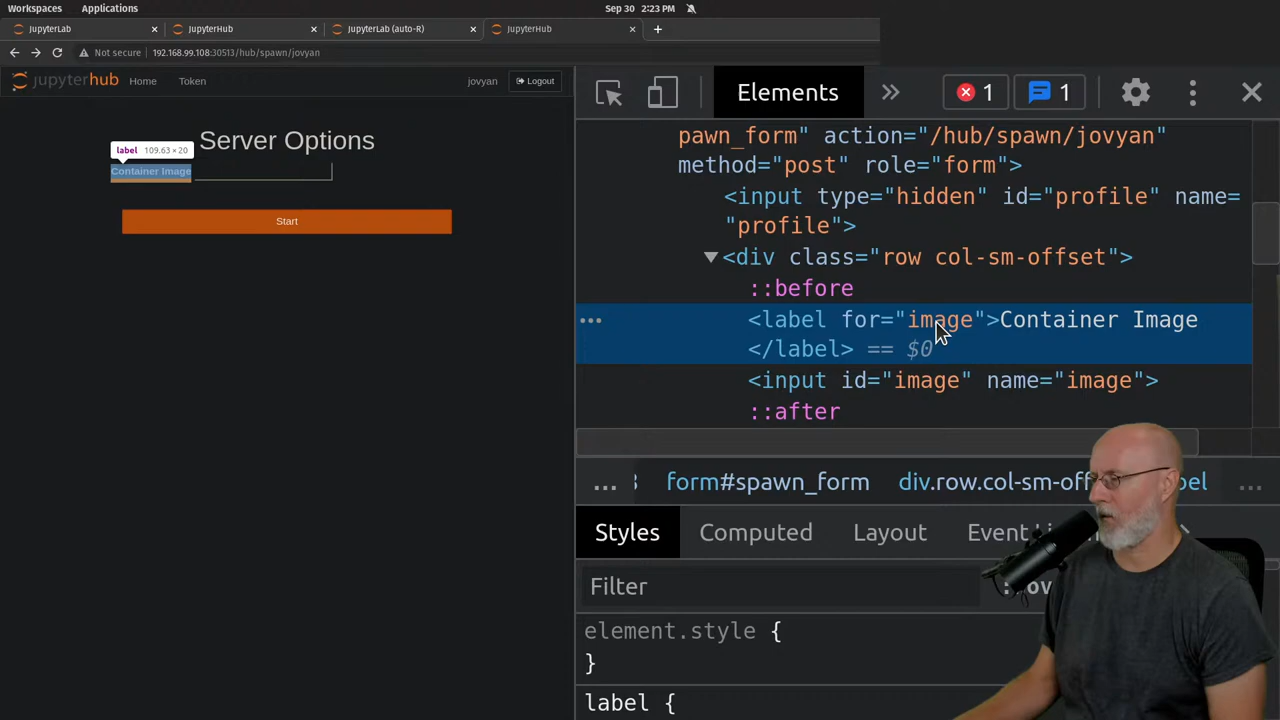 Workspaces Applications Sep 30 2:23 PM
JupyterLab JupyterHub JupyterLab (auto-R) JupyterHub
Not secure 192.168.99.108:30513/hub/spawn/jovyan
jupyterhub Home Token jovyan Logout
Server Options
label 109.63 × 20
Container Image
Start
Elements 1 1
pawn_form" action="/hub/spawn/jovyan"
method="post" role="form">
<input type="hidden" id="profile" name=
"profile">
<div class="row col-sm-offset">
::before
<label for="image">Container Image
</label> == $0
<input id="image" name="image">
::after
... form#spawn_form div.row.col-sm-off ...
Styles Computed Layout Event
Filter
element.style {
}
label {